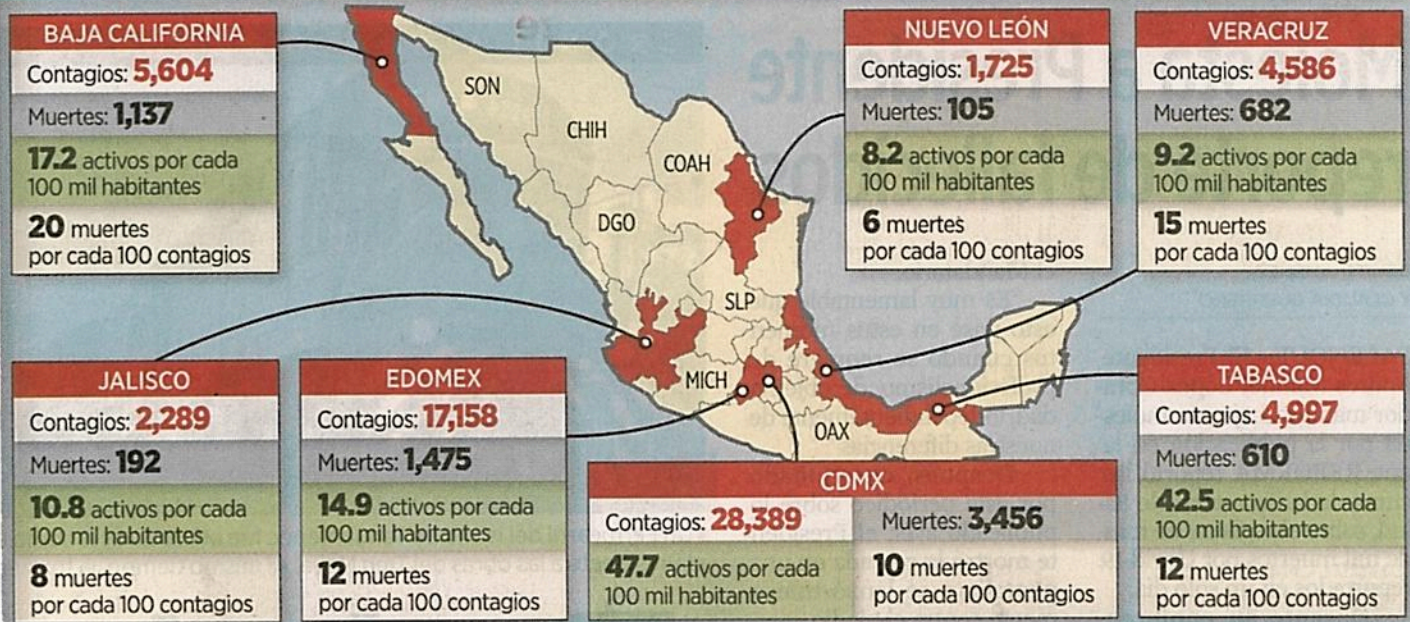 BAJA CALIFORNIA
Contagios: 5,604
Muertes: 1,137
17.2 activos por cada
100 mil habitantes
20 muertes
por cada 100 contagios
NUEVO LEÓN
Contagios: 1,725
Muertes: 105
8.2 activos por cada
100 mil habitantes
6 muertes
por cada 100 contagios
VERACRUZ
Contagios: 4,586
Muertes: 682
9.2 activos por cada
100 mil habitantes
15 muertes
por cada 100 contagios
SON
CHIH
COAH
DGO
SLP
MICH
OAX
JALISCO
Contagios: 2,289
Muertes: 192
10.8 activos por cada
100 mil habitantes
8 muertes
por cada 100 contagios
EDOMEX
Contagios: 17,158
Muertes: 1,475
14.9 activos por cada
100 mil habitantes
12 muertes
por cada 100 contagios
CDMX
Contagios: 28,389
Muertes: 3,456
47.7 activos por cada
100 mil habitantes
10 muertes
por cada 100 contagios
TABASCO
Contagios: 4,997
Muertes: 610
42.5 activos por cada
100 mil habitantes
12 muertes
por cada 100 contagios